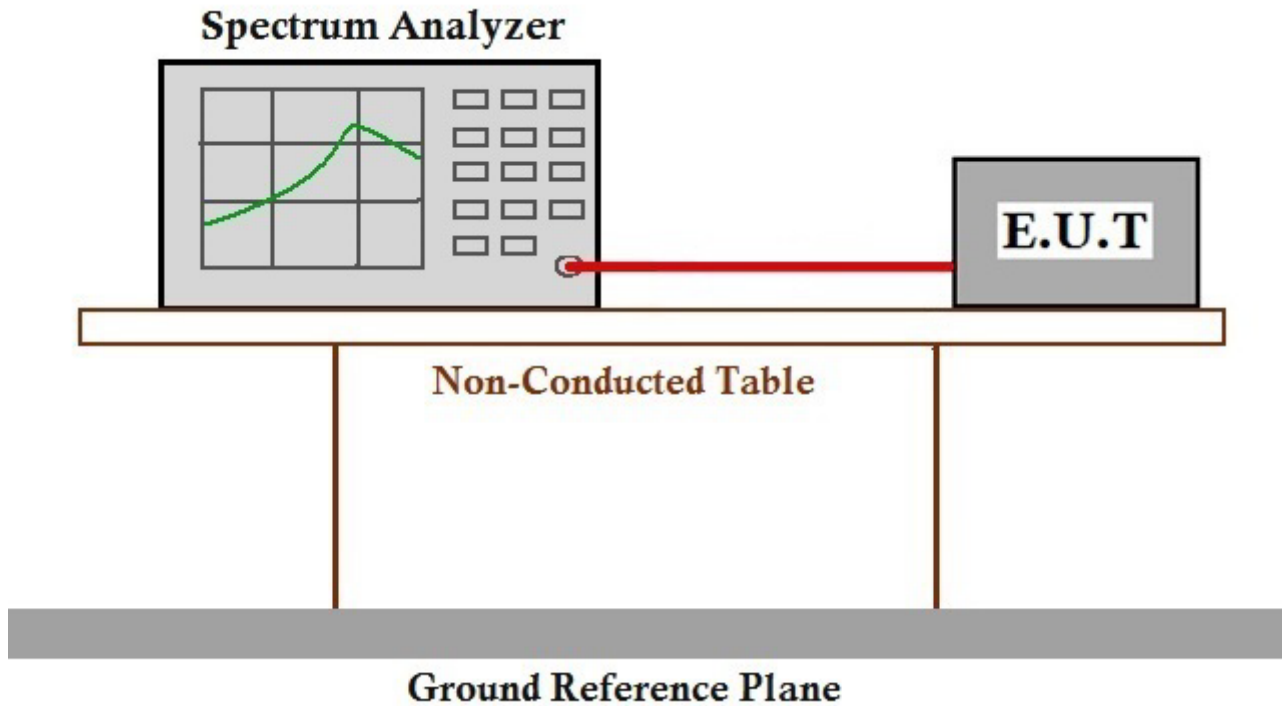 Spectrum Analyzer
E.U.T
Non-Conducted Table
Ground Reference Plane